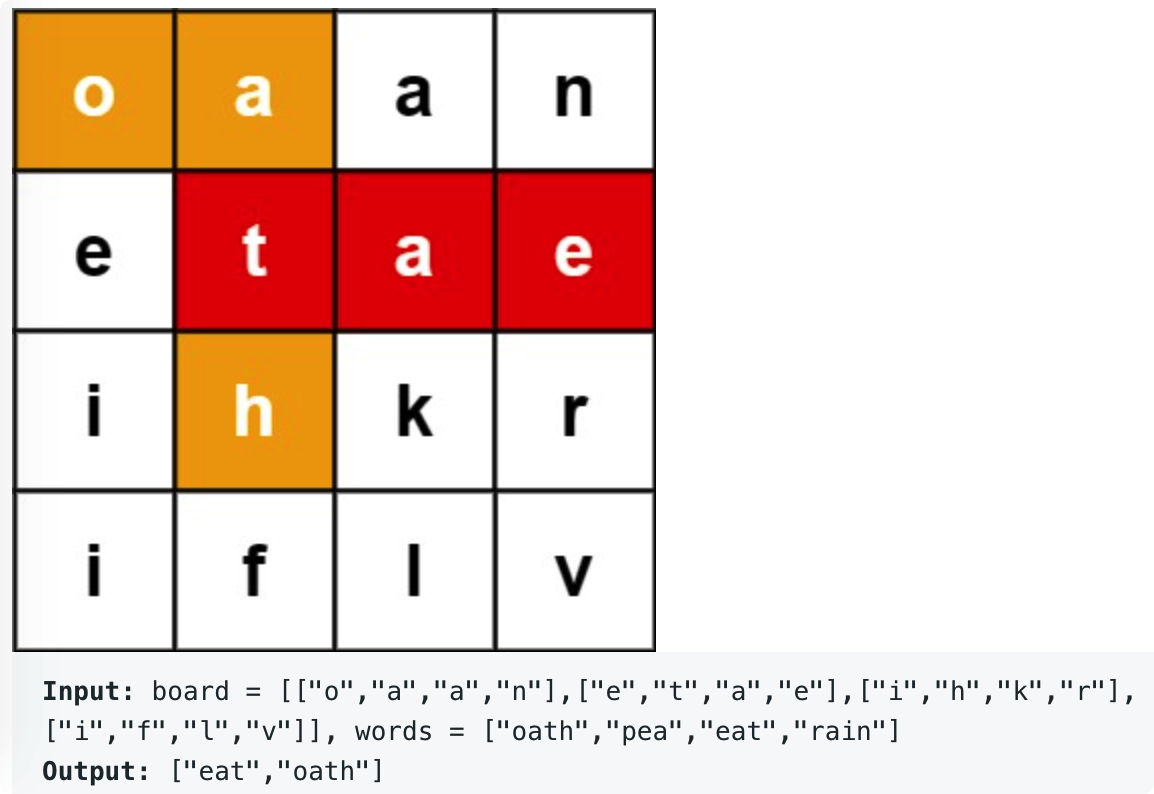 o a a n
e t a e
i h k r
i f l v
Input: board = [["o","a","a","n"],["e","t","a","e"],["i","h","k","r"],
["i","f","l","v"]], words = ["oath","pea","eat","rain"]
Output: ["eat","oath"]